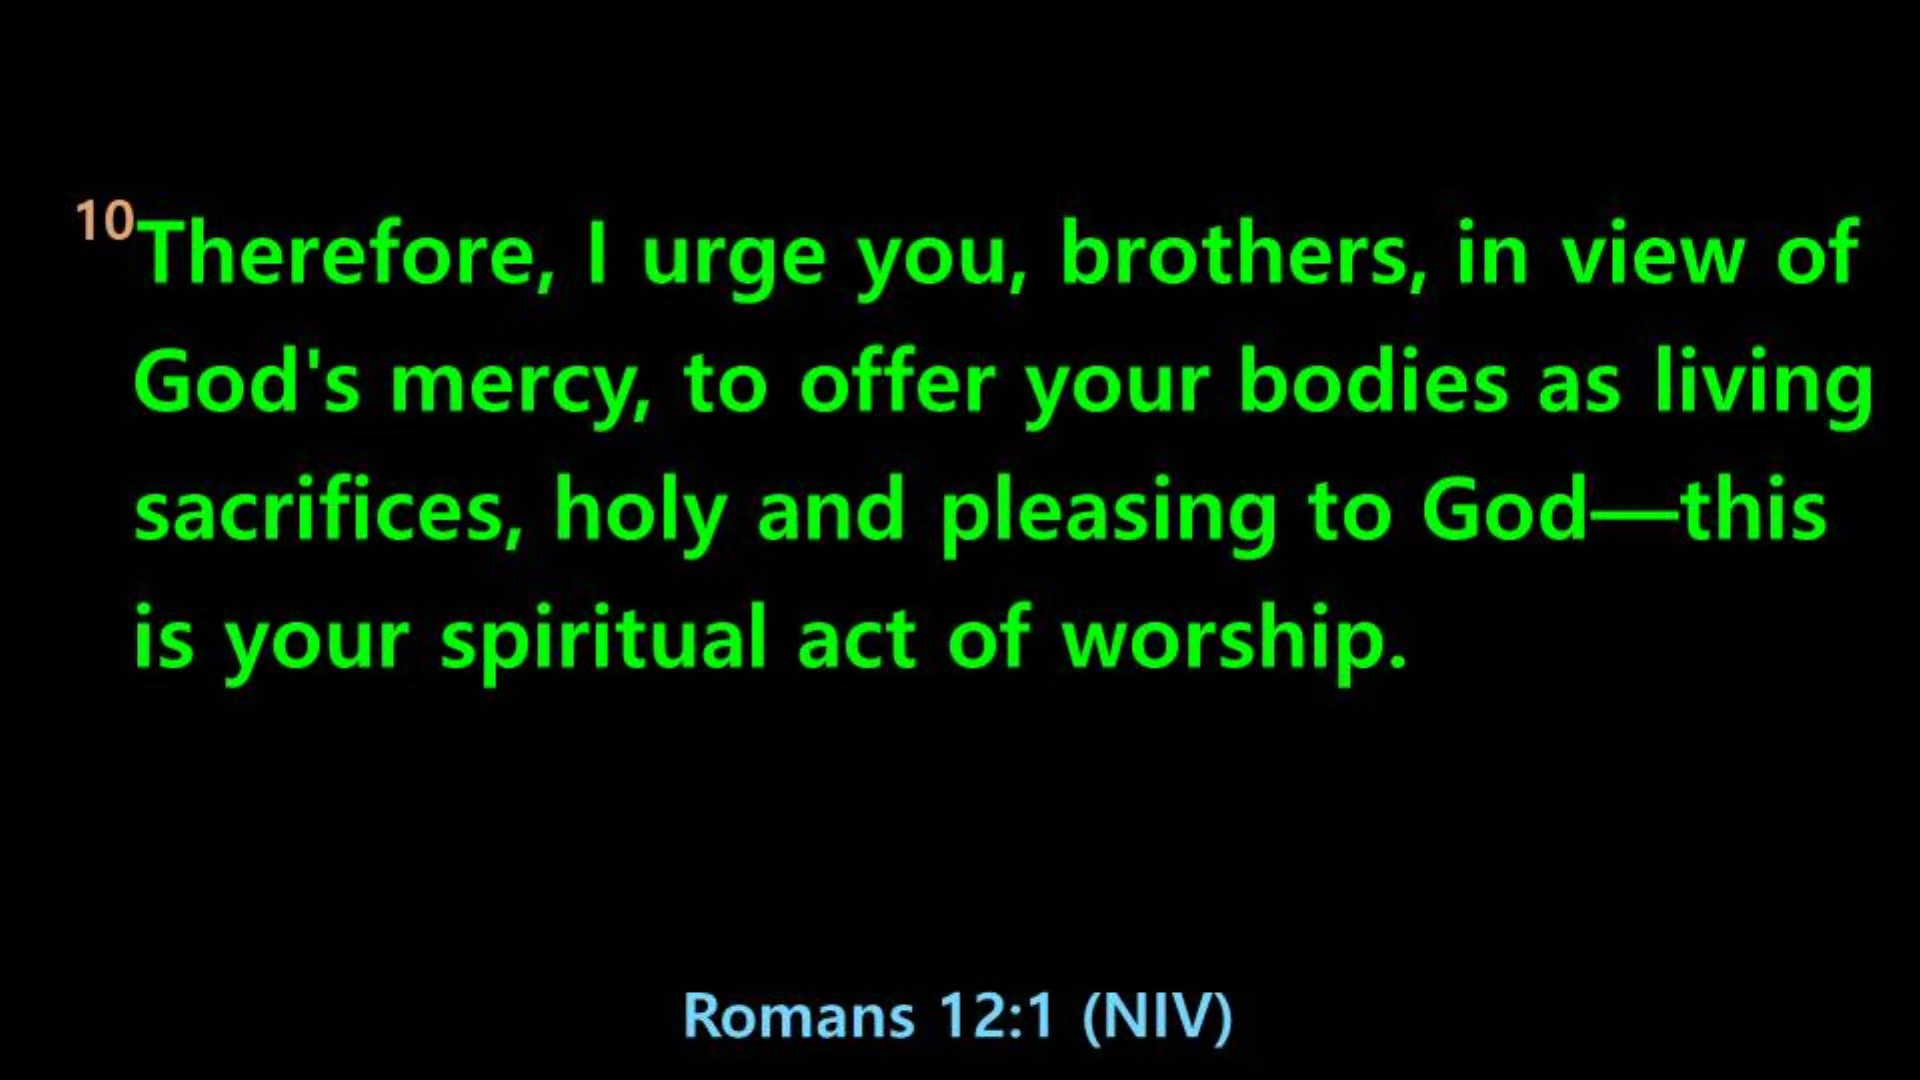 10Therefore, I urge you, brothers, in view of
God's mercy, to offer your bodies as living
sacrifices, holy and pleasing to God—this
is your spiritual act of worship.
Romans 12:1 (NIV)